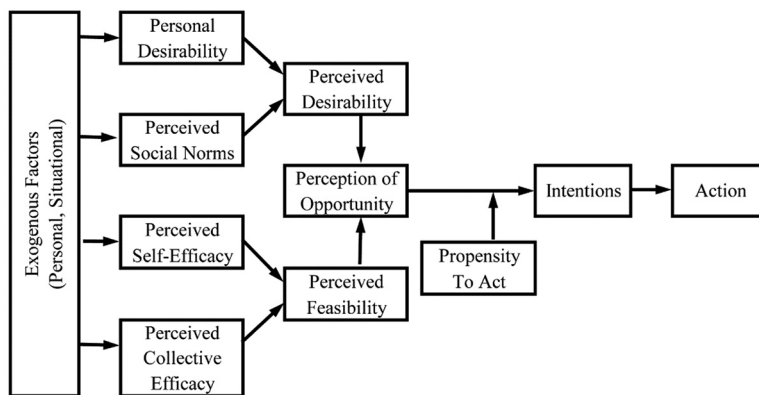 Exogenous Factors
(Personal, Situational)
Personal
Desirability
Perceived
Social Norms
Perceived
Self-Efficacy
Perceived
Collective
Efficacy
Perceived
Desirability
Perception of
Opportunity
Perceived
Feasibility
Propensity
To Act
Intentions
Action